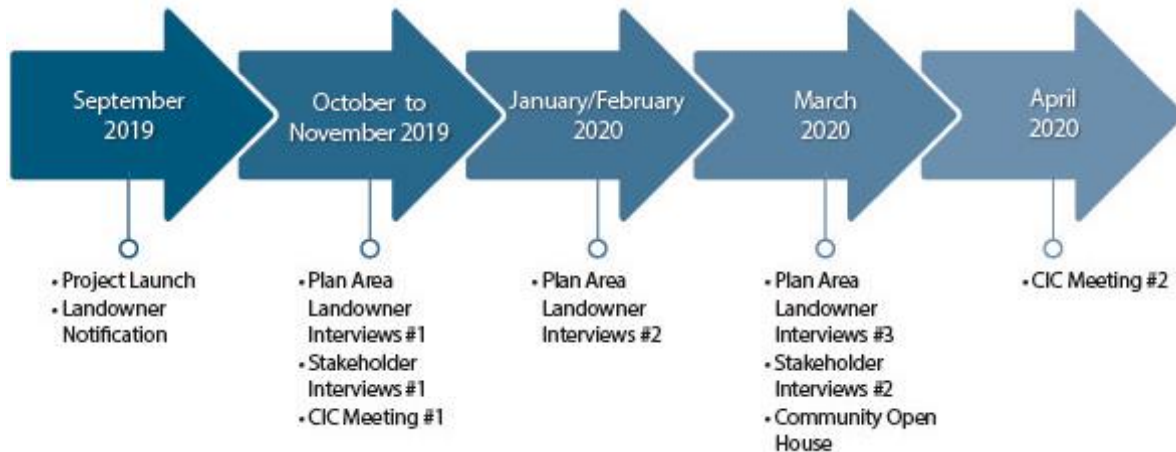 September
2019
October to
November 2019
January/February
2020
March
2020
April
2020
• Project Launch
• Landowner
Notification
• Plan Area
Landowner
Interviews #1
• Stakeholder
Interviews #1
• CIC Meeting #1
• Plan Area
Landowner
Interviews #2
• Plan Area
Landowner
Interviews #3
• Stakeholder
Interviews #2
• Community Open
House
• CIC Meeting #2